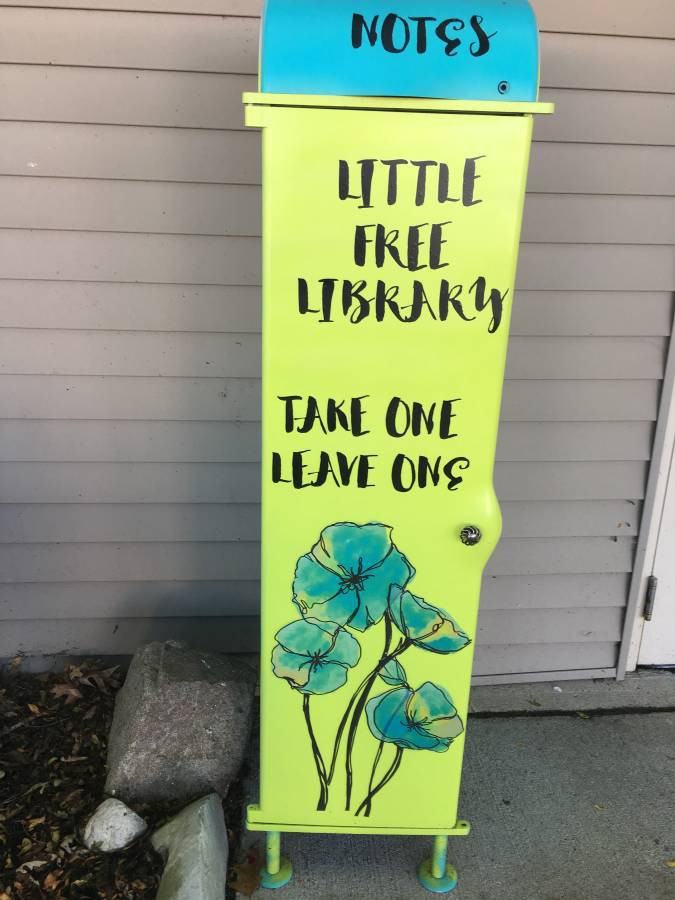 NOTES
LITTLE
FREE
LIBRARY
TAKE ONE
LEAVE ONE